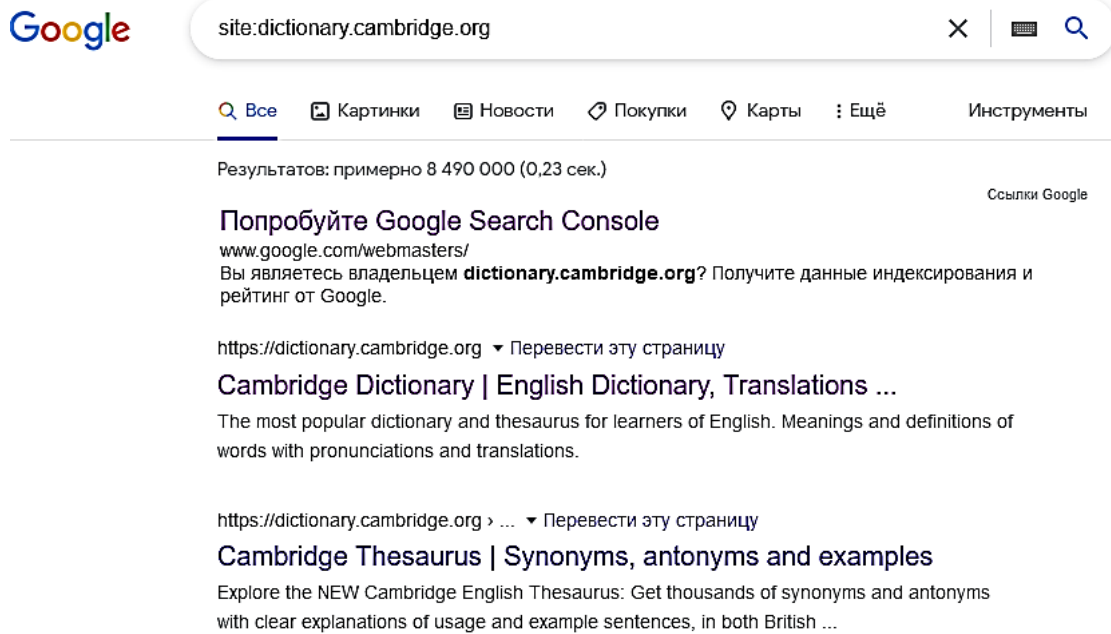 Google
site:dictionary.cambridge.org
Все Картинки Новости Покупки Карты Ещё Инструменты
Результатов: примерно 8 490 000 (0,23 сек.)
Ссылки Google
Попробуйте Google Search Console
www.google.com/webmasters/
Вы являетесь владельцем dictionary.cambridge.org? Получите данные индексирования и
рейтинг от Google.
https://dictionary.cambridge.org ▼ Перевести эту страницу
Cambridge Dictionary | English Dictionary, Translations ...
The most popular dictionary and thesaurus for learners of English. Meanings and definitions of
words with pronunciations and translations.
https://dictionary.cambridge.org › ... ▼ Перевести эту страницу
Cambridge Thesaurus | Synonyms, antonyms and examples
Explore the NEW Cambridge English Thesaurus: Get thousands of synonyms and antonyms
with clear explanations of usage and example sentences, in both British ...